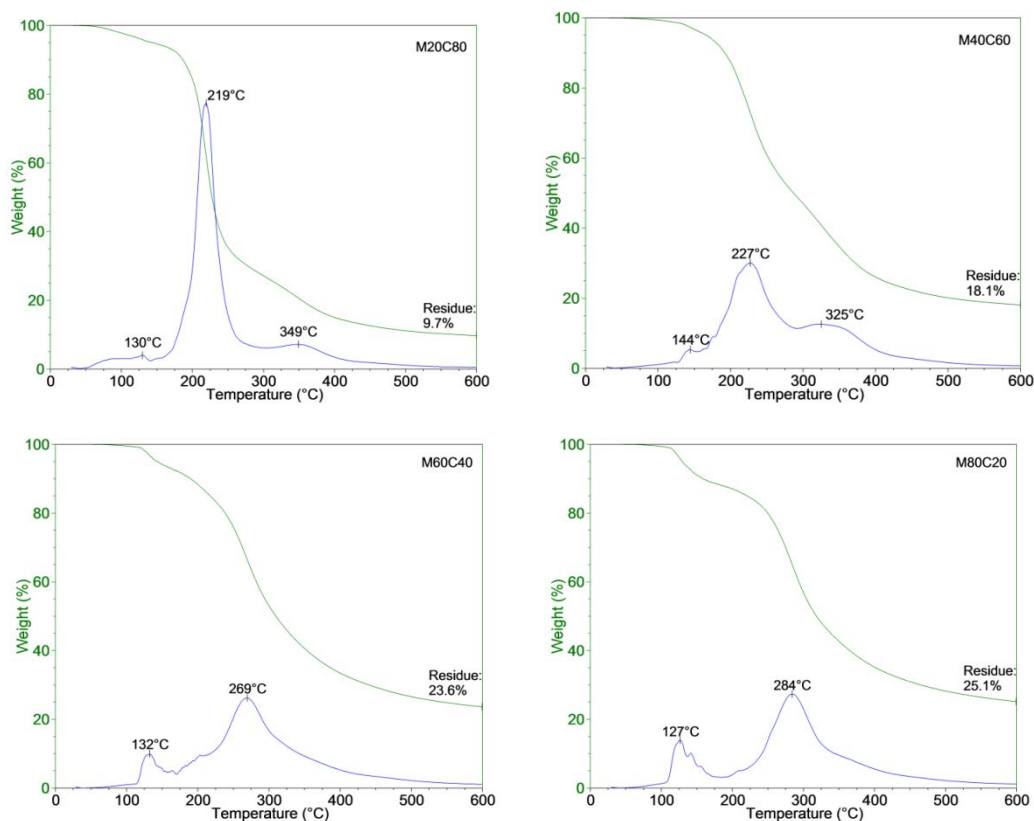 M20C80
100
80
60
40
20
0
Weight (%)
219°C
130°C
349°C
Residue:
9.7%
0 100 200 300 400 500 600
Temperature (°C)
M40C60
100
80
60
40
20
0
Weight (%)
227°C
144°C
325°C
Residue:
18.1%
0 100 200 300 400 500 600
Temperature (°C)
M60C40
100
80
60
40
20
0
Weight (%)
132°C
269°C
Residue:
23.6%
0 100 200 300 400 500 600
Temperature (°C)
M80C20
100
80
60
40
20
0
Weight (%)
127°C
284°C
Residue:
25.1%
0 100 200 300 400 500 600
Temperature (°C)